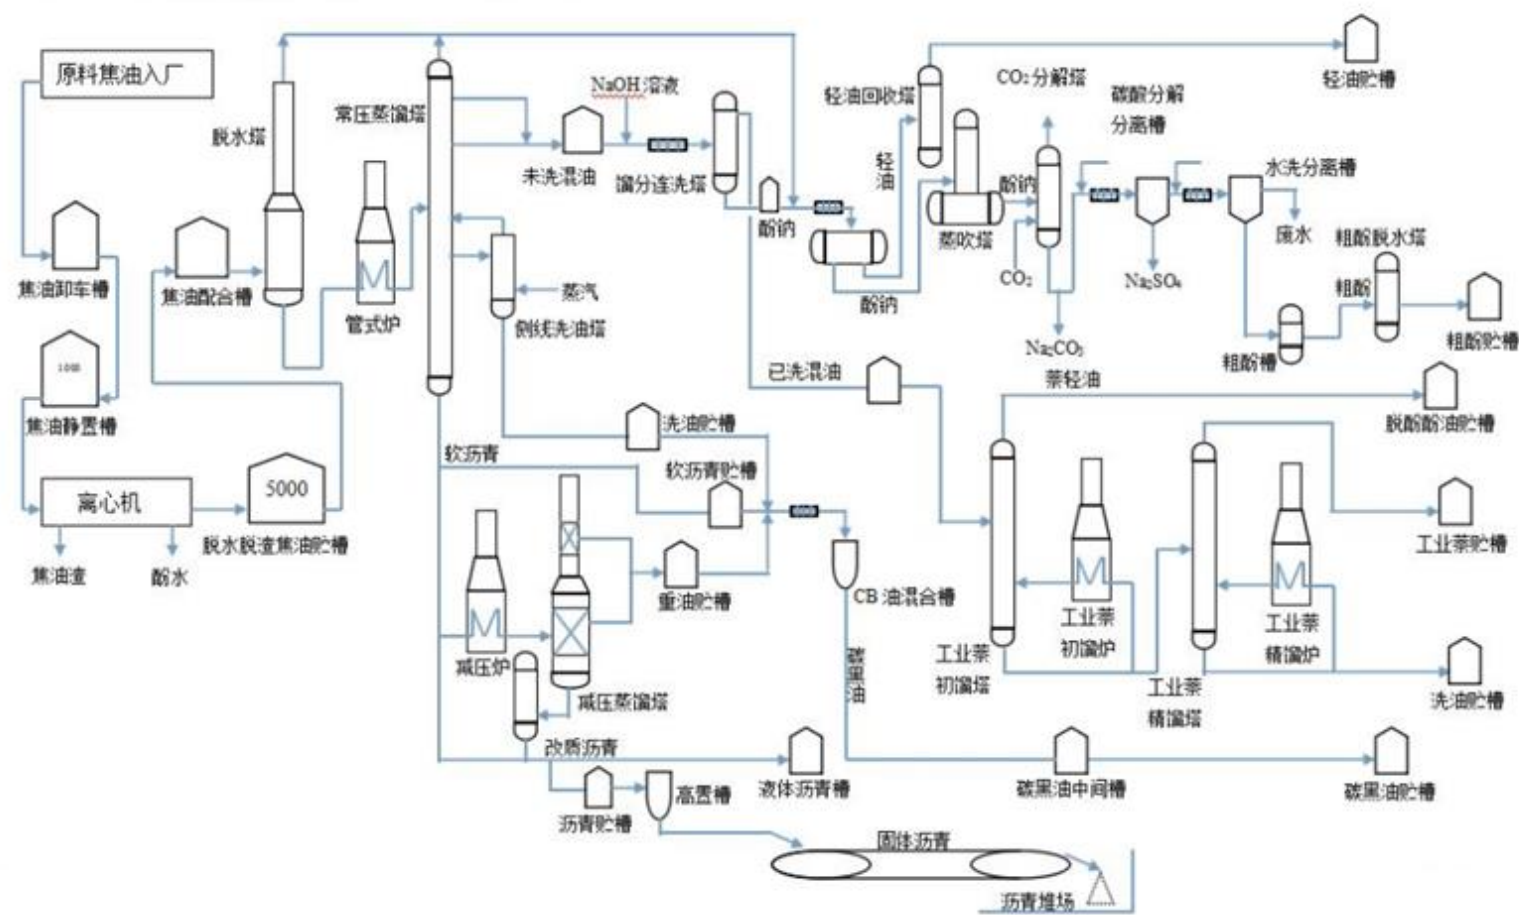 原料焦油入厂
脱水塔
常压蒸馏塔
NaOH溶液
未洗混油
馏分连洗塔
轻油回收塔
轻油
CO₂分解塔
碳酸分解
分离槽
轻油贮槽
水洗分离槽
酚钠
蒸吹塔
CO₂
酚钠
酚钠
Na₂SO₄
废水
粗酚脱水塔
粗酚
粗酚槽
粗酚贮槽
Na₂CO₃
焦油卸车槽
焦油配合槽
管式炉
蒸汽
侧线洗油塔
1000
焦油静置槽
离心机
5000
脱水脱渣焦油贮槽
焦油渣
酚水
已洗混油
萘轻油
脱酚酚油贮槽
洗油贮槽
软沥青
软沥青贮槽
重油贮槽
CB油混合槽
减压炉
减压蒸馏塔
碳黑油
工业萘
初馏塔
工业萘
初馏炉
工业萘
精馏塔
工业萘
精馏炉
工业萘贮槽
洗油贮槽
改质沥青
液体沥青槽
沥青贮槽
高置槽
碳黑油中间槽
碳黑油贮槽
固体沥青
沥青堆场